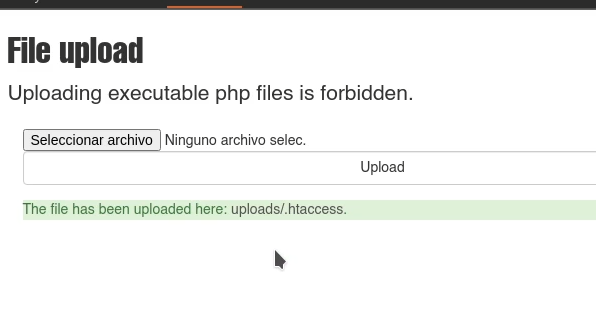 File upload
Uploading executable php files is forbidden.
Seleccionar archivo Ninguno archivo selec.
Upload
The file has been uploaded here: uploads/.htaccess.